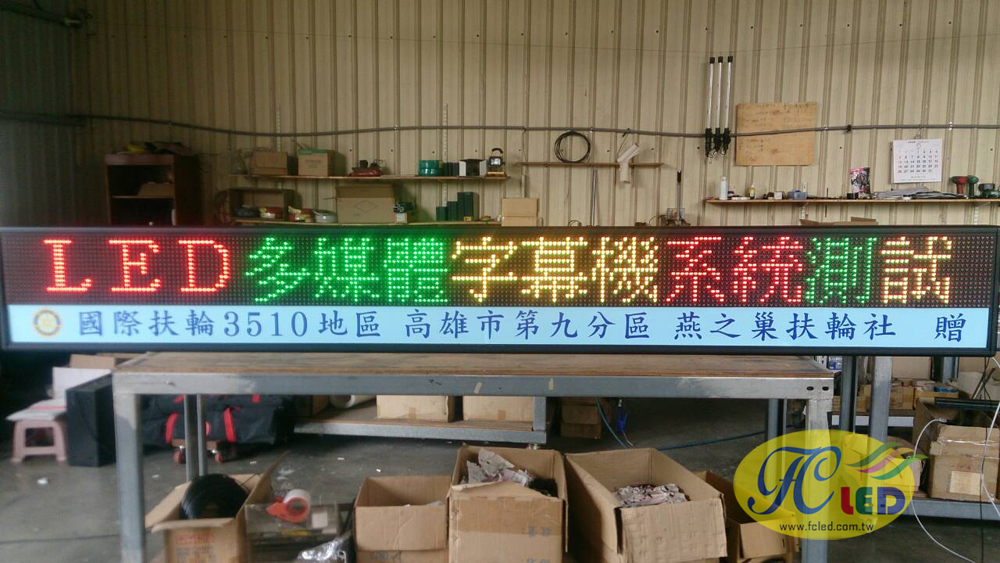 LED多媒體字幕機系統測試
國際扶輪3510地區 高雄市第九分區 燕之巢扶輪社 贈
FC LED
www.fcled.com.tw